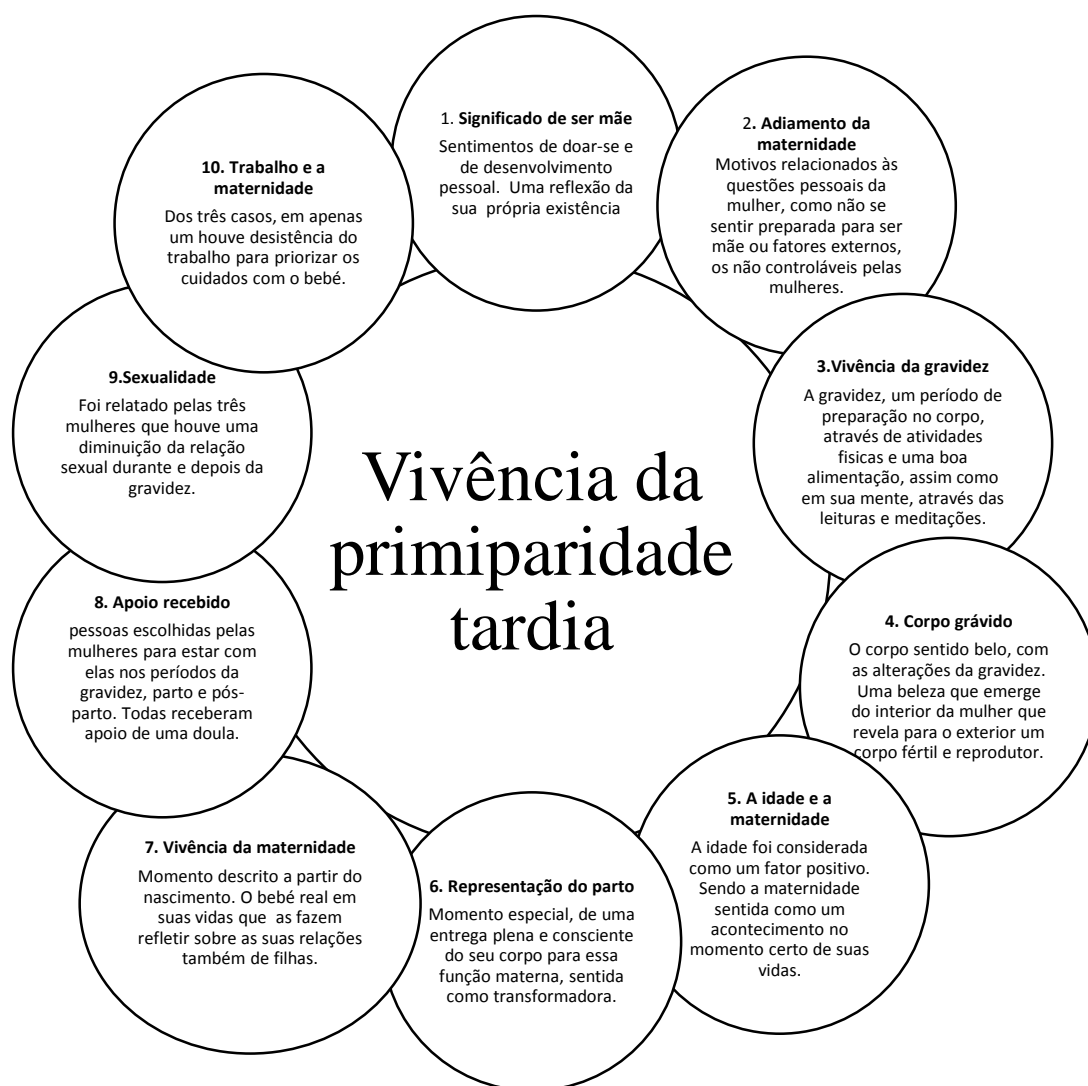 1. Significado de ser mãe
Sentimentos de doar-se e
de desenvolvimento
pessoal. Uma reflexão da
sua própria existência
2. Adiamento da
maternidade
Motivos relacionados às
questões pessoais da
mulher, como não se
sentir preparada para ser
mãe ou fatores externos,
os não controláveis pelas
mulheres.
3.Vivência da gravidez
A gravidez, um período de
preparação no corpo,
através de atividades
fisicas e uma boa
alimentação, assim como
em sua mente, através das
leituras e meditações.
4. Corpo grávido
O corpo sentido belo, com
as alterações da gravidez.
Uma beleza que emerge
do interior da mulher que
revela para o exterior um
corpo fértil e reprodutor.
5. A idade e a
maternidade
A idade foi considerada
como um fator positivo.
Sendo a maternidade
sentida como um
acontecimento no
momento certo de suas
vidas.
6. Representação do parto
Momento especial, de uma
entrega plena e consciente
do seu corpo para essa
função materna, sentida
como transformadora.
7. Vivência da maternidade
Momento descrito a partir do
nascimento. O bebé real em
suas vidas que as fazem
refletir sobre as suas relações
também de filhas.
8. Apoio recebido
pessoas escolhidas pelas
mulheres para estar com
elas nos períodos da
gravidez, parto e pós-
parto. Todas receberam
apoio de uma doula.
9.Sexualidade
Foi relatado pelas três
mulheres que houve uma
diminuição da relação
sexual durante e depois da
gravidez.
10. Trabalho e a
maternidade
Dos três casos, em apenas
um houve desistência do
trabalho para priorizar os
cuidados com o bebé.
Vivência da
primiparidade
tardia